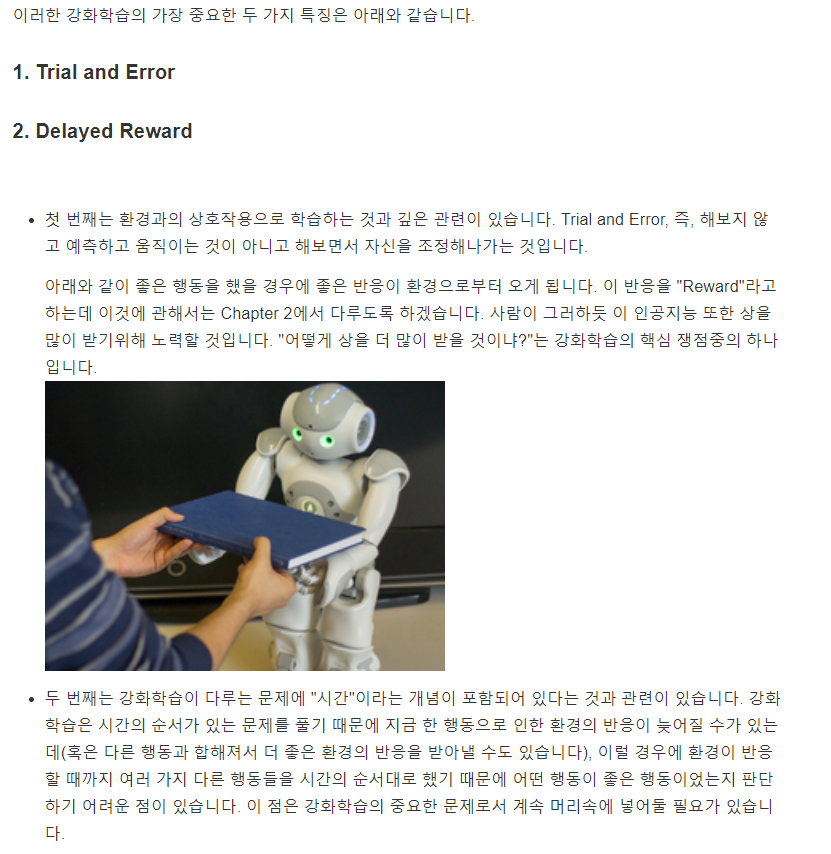 이러한 강화학습의 가장 중요한 두 가지 특징은 아래와 같습니다.
1. Trial and Error
2. Delayed Reward
첫 번째는 환경과의 상호작용으로 학습하는 것과 깊은 관련이 있습니다. Trial and Error, 즉, 해보지 않
고 예측하고 움직이는 것이 아니고 해보면서 자신을 조정해나가는 것입니다.
아래와 같이 좋은 행동을 했을 경우에 좋은 반응이 환경으로부터 오게 됩니다. 이 반응을 "Reward"라고
하는데 이것에 관해서는 Chapter 2에서 다루도록 하겠습니다. 사람이 그러하듯 이 인공지능 또한 상을
많이 받기위해 노력할 것입니다. "어떻게 상을 더 많이 받을 것이냐?"는 강화학습의 핵심 쟁점중의 하나
입니다.
두 번째는 강화학습이 다루는 문제에 "시간"이라는 개념이 포함되어 있다는 것과 관련이 있습니다. 강화
학습은 시간의 순서가 있는 문제를 풀기 때문에 지금 한 행동으로 인한 환경의 반응이 늦어질 수가 있는
데(혹은 다른 행동과 합해져서 더 좋은 환경의 반응을 받아낼 수도 있습니다), 이럴 경우에 환경이 반응
할 때까지 여러 가지 다른 행동들을 시간의 순서대로 했기 때문에 어떤 행동이 좋은 행동이었는지 판단
하기 어려운 점이 있습니다. 이 점은 강화학습의 중요한 문제로서 계속 머리속에 넣어둘 필요가 있습니
다.